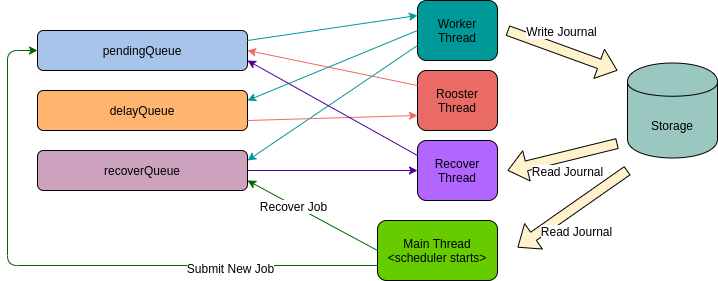 Worker
Thread
Write Journal
pendingQueue
Rooster
Thread
delayQueue
Storage
Recover
Thread
recoverQueue
Read Journal
Recover Job
Main Thread
<scheduler starts>
Read Journal
Submit New Job